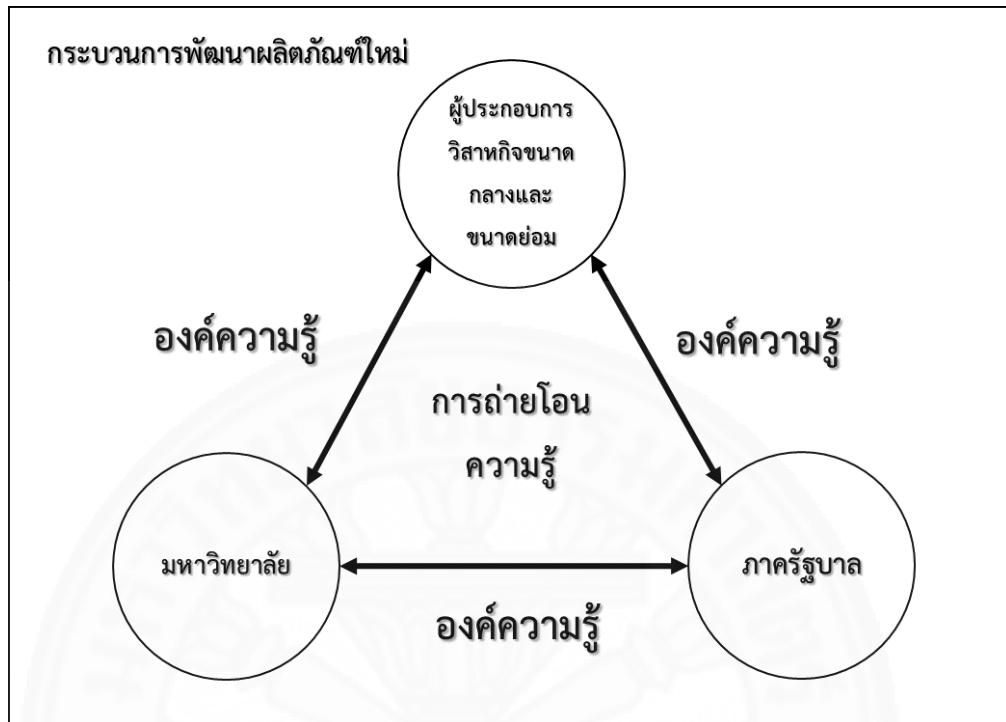 กระบวนการพัฒนาผลิตภัณฑ์ใหม่
ผู้ประกอบการ
วิสาหกิจขนาด
กลางและ
ขนาดย่อม
องค์ความรู้
องค์ความรู้
การถ่ายโอน
ความรู้
มหาวิทยาลัย
ภาครัฐบาล
องค์ความรู้